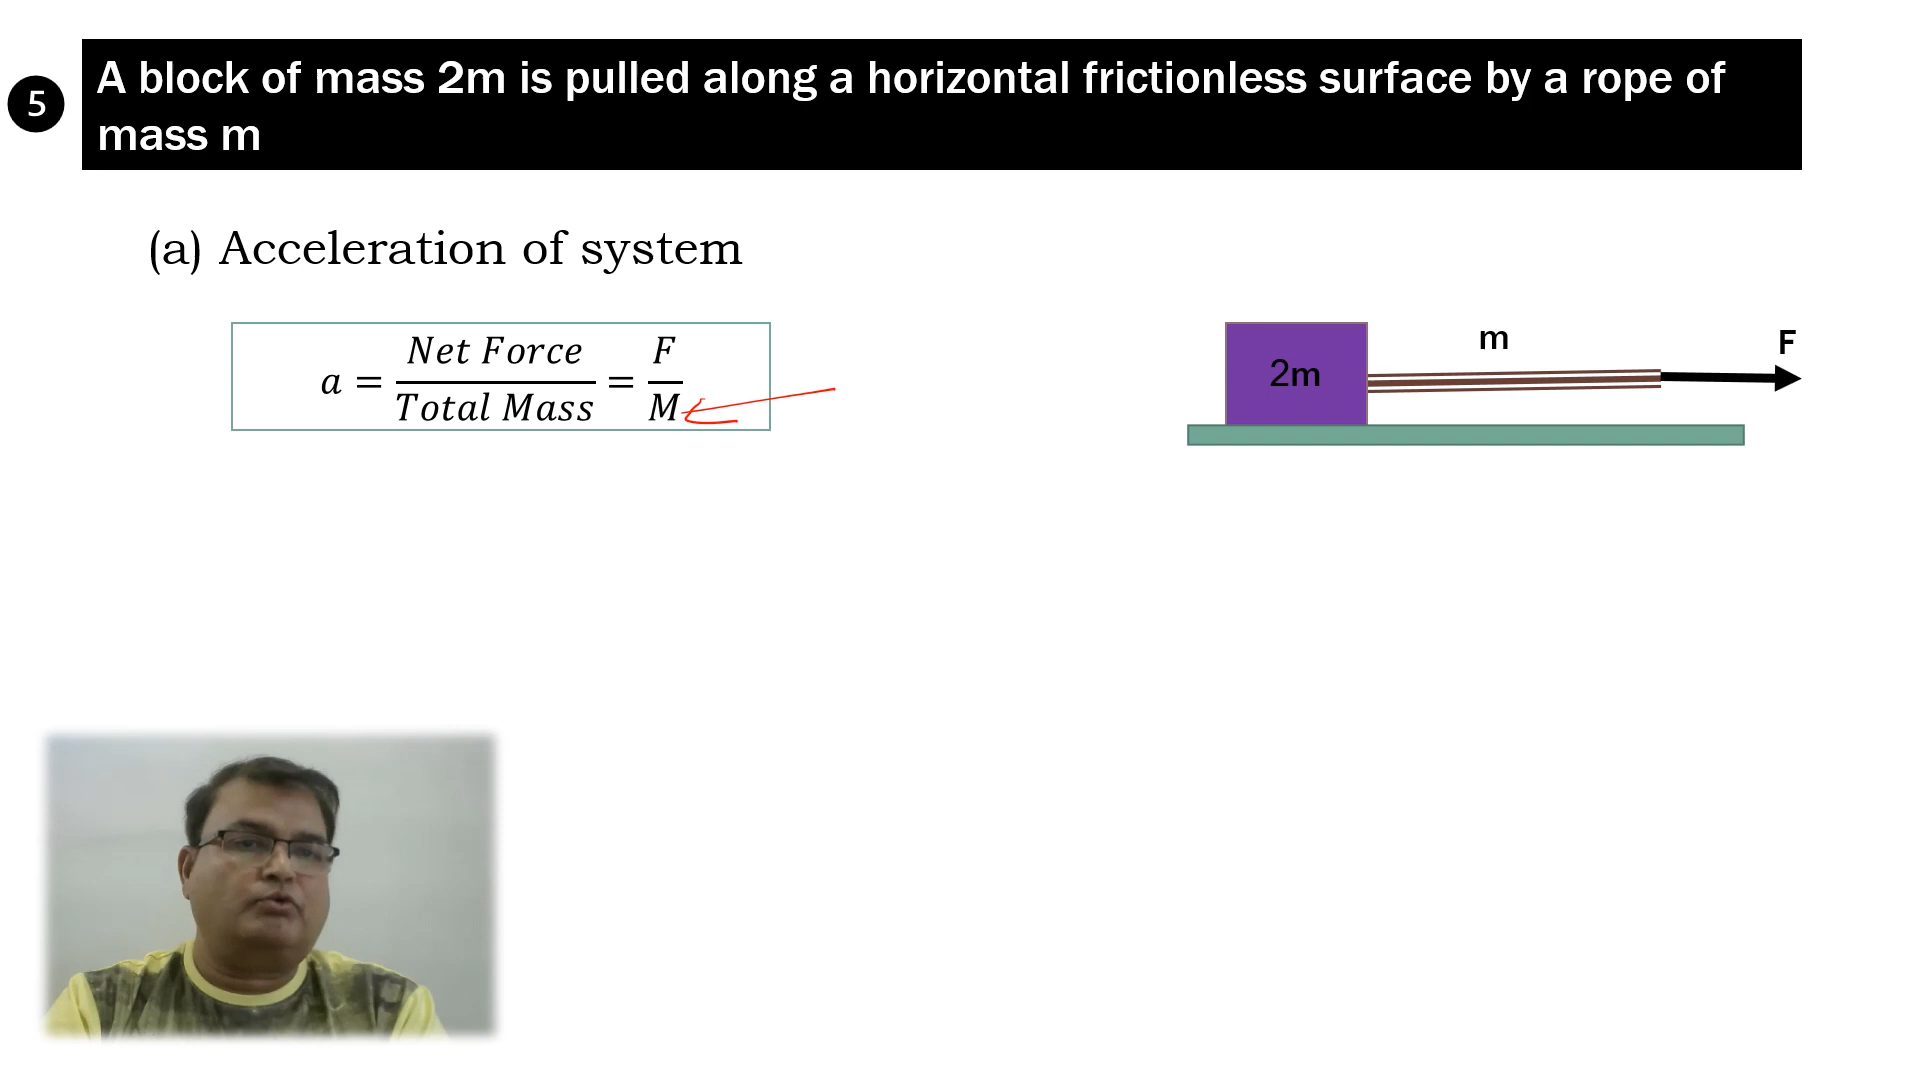 5
A block of mass 2m is pulled along a horizontal frictionless surface by a rope of
mass m
(a) Acceleration of system
a = Net Force / Total Mass = F / M
m
F
2m